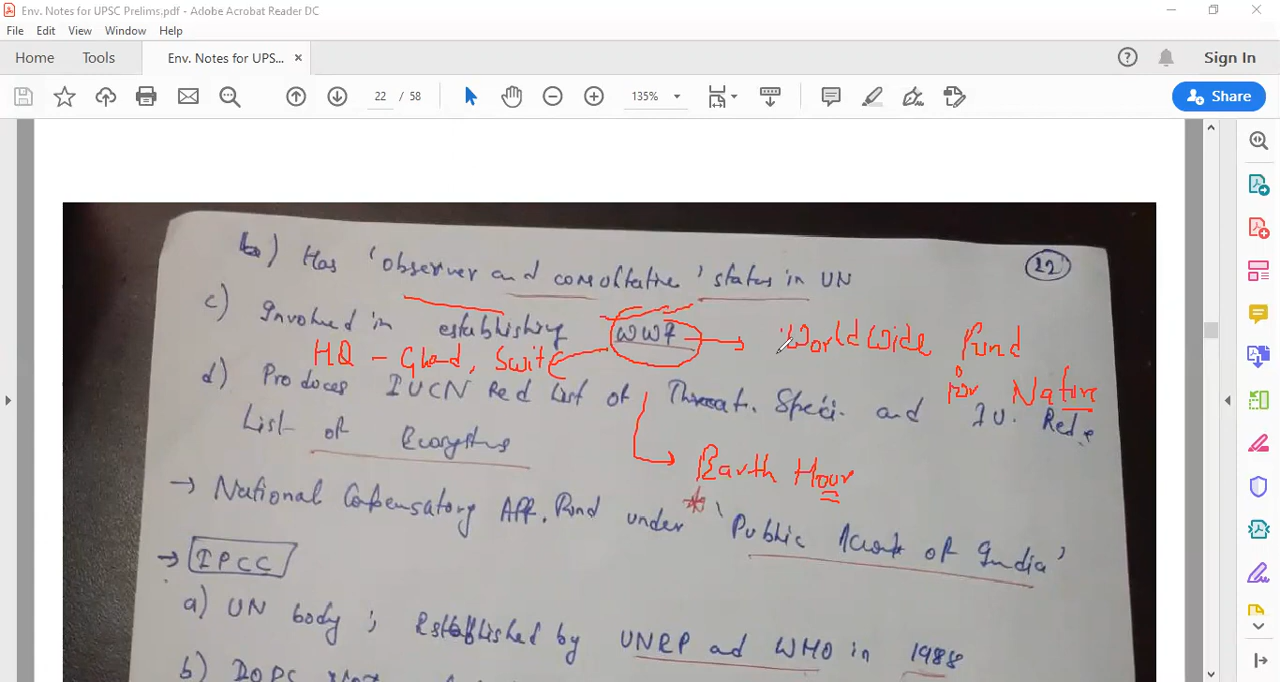 Env. Notes for UPSC Prelims.pdf - Adobe Acrobat Reader DC
File Edit View Window Help
Home Tools Env. Notes for UPS... × Sign In
22 / 58 135% Share
b) Has 'observer and consultative' status in UN
22
c) Involved in establishing WWF → World Wide Fund
for Nature
HQ - Gland, Switz
d) Produces IUCN Red List of Threat. Speci. and IU. Red
List of Ecosystems
Earth Hour
→ National Compensatory Aff. Fund under * 'Public Account of India'
→ IPCC
a) UN body ; Established by UNEP and WMO in 1988
b)